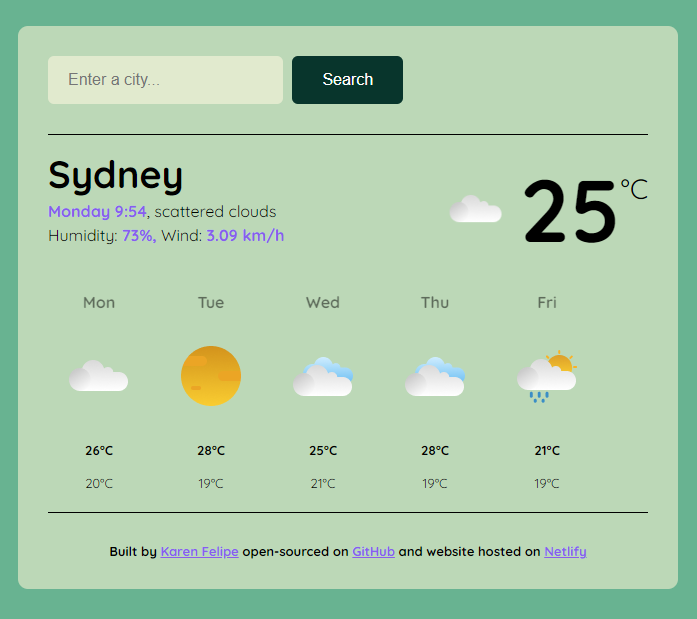 Enter a city...
Search
Sydney
Monday 9:54, scattered clouds
Humidity: 73%, Wind: 3.09 km/h
25°C
Mon Tue Wed Thu Fri
26°C 28°C 25°C 28°C 21°C
20°C 19°C 21°C 19°C 19°C
Built by Karen Felipe open-sourced on GitHub and website hosted on Netlify